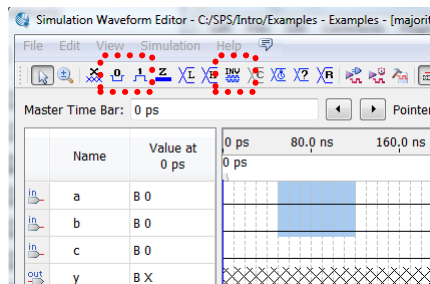 Simulation Waveform Editor - C:/SPS/Intro/Examples - Examples - [majorit
File Edit View Simulation Help
Master Time Bar: 0 ps Pointer
Name Value at 0 ps 0 ps 80.0 ns 160.0 ns
0 ps
in a B 0
in b B 0
in c B 0
out y B X